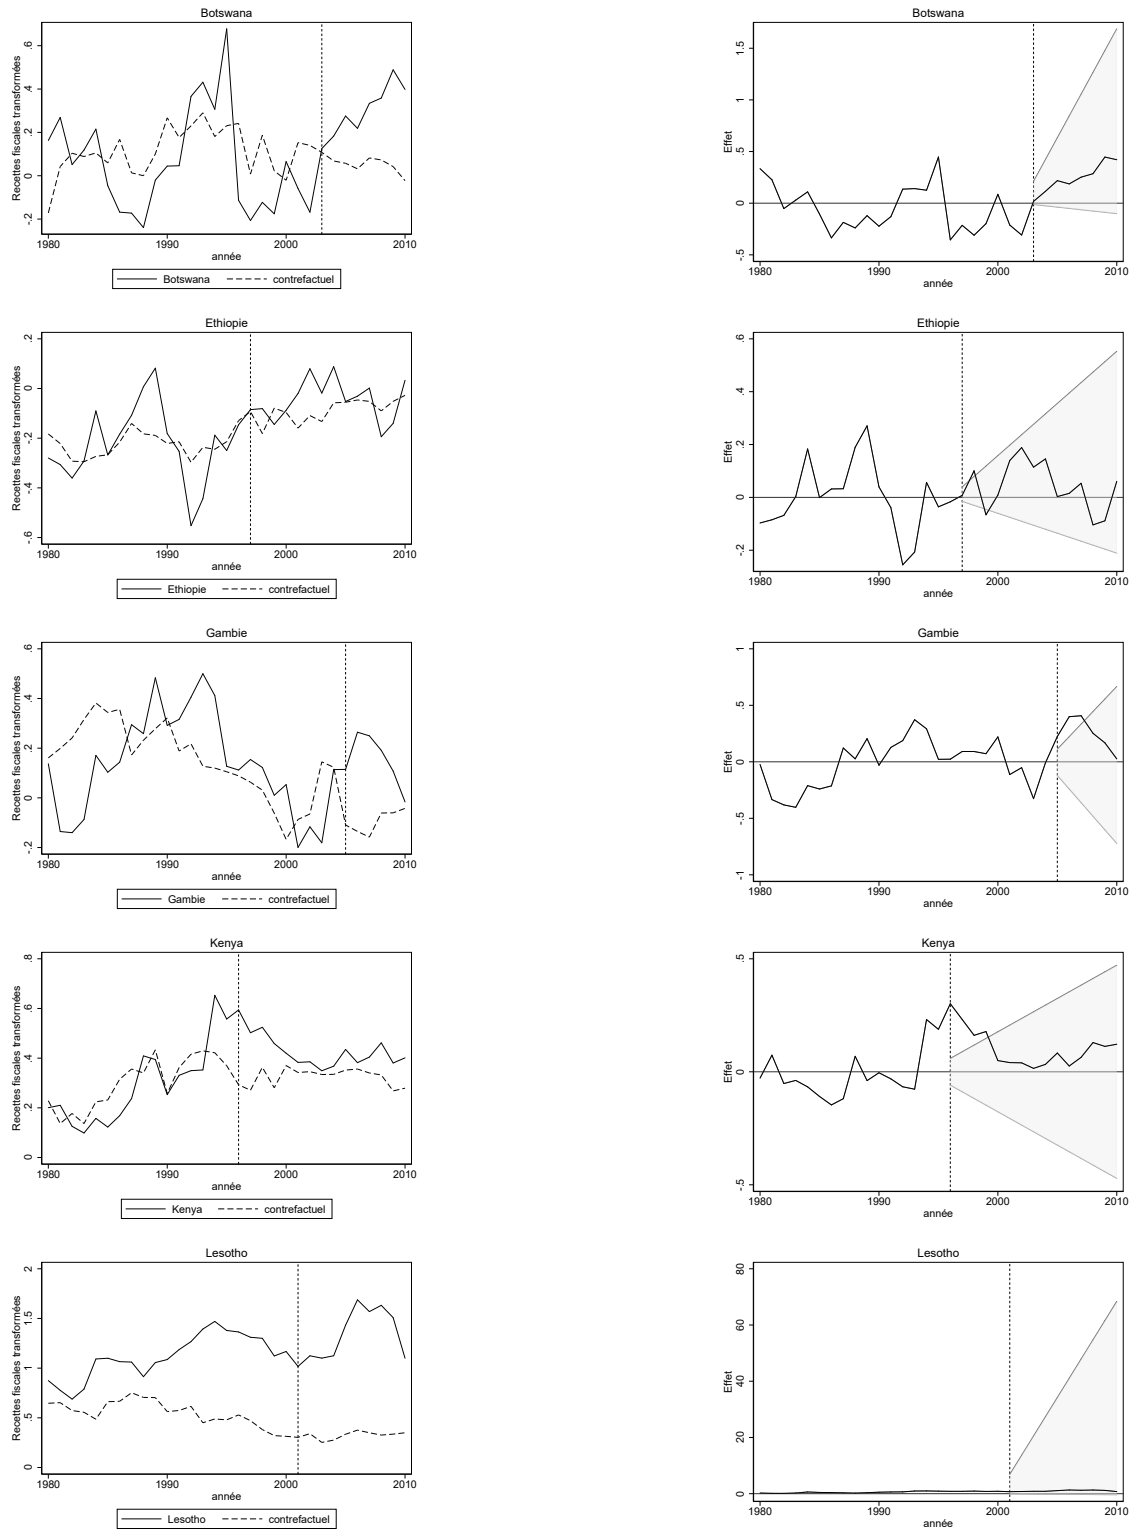 Botswana
Recettes fiscales transformées
.6
.4
.2
0
-.2
1980 1990 2000 2010
année
Botswana contrefactuel
Botswana
Effet
1.5
1
.5
0
-.5
1980 1990 2000 2010
année
Ethiopie
Recettes fiscales transformées
.2
0
-.2
-.4
-.6
1980 1990 2000 2010
année
Ethiopie contrefactuel
Ethiopie
Effet
.6
.4
.2
0
-.2
1980 1990 2000 2010
année
Gambie
Recettes fiscales transformées
.6
.4
.2
0
-.2
1980 1990 2000 2010
année
Gambie contrefactuel
Gambie
Effet
1
.5
0
-.5
-1
1980 1990 2000 2010
année
Kenya
Recettes fiscales transformées
.8
.6
.4
.2
0
1980 1990 2000 2010
année
Kenya contrefactuel
Kenya
Effet
.5
0
-.5
1980 1990 2000 2010
année
Lesotho
Recettes fiscales transformées
2
1.5
1
.5
0
1980 1990 2000 2010
année
Lesotho contrefactuel
Lesotho
Effet
80
60
40
20
0
1980 1990 2000 2010
année